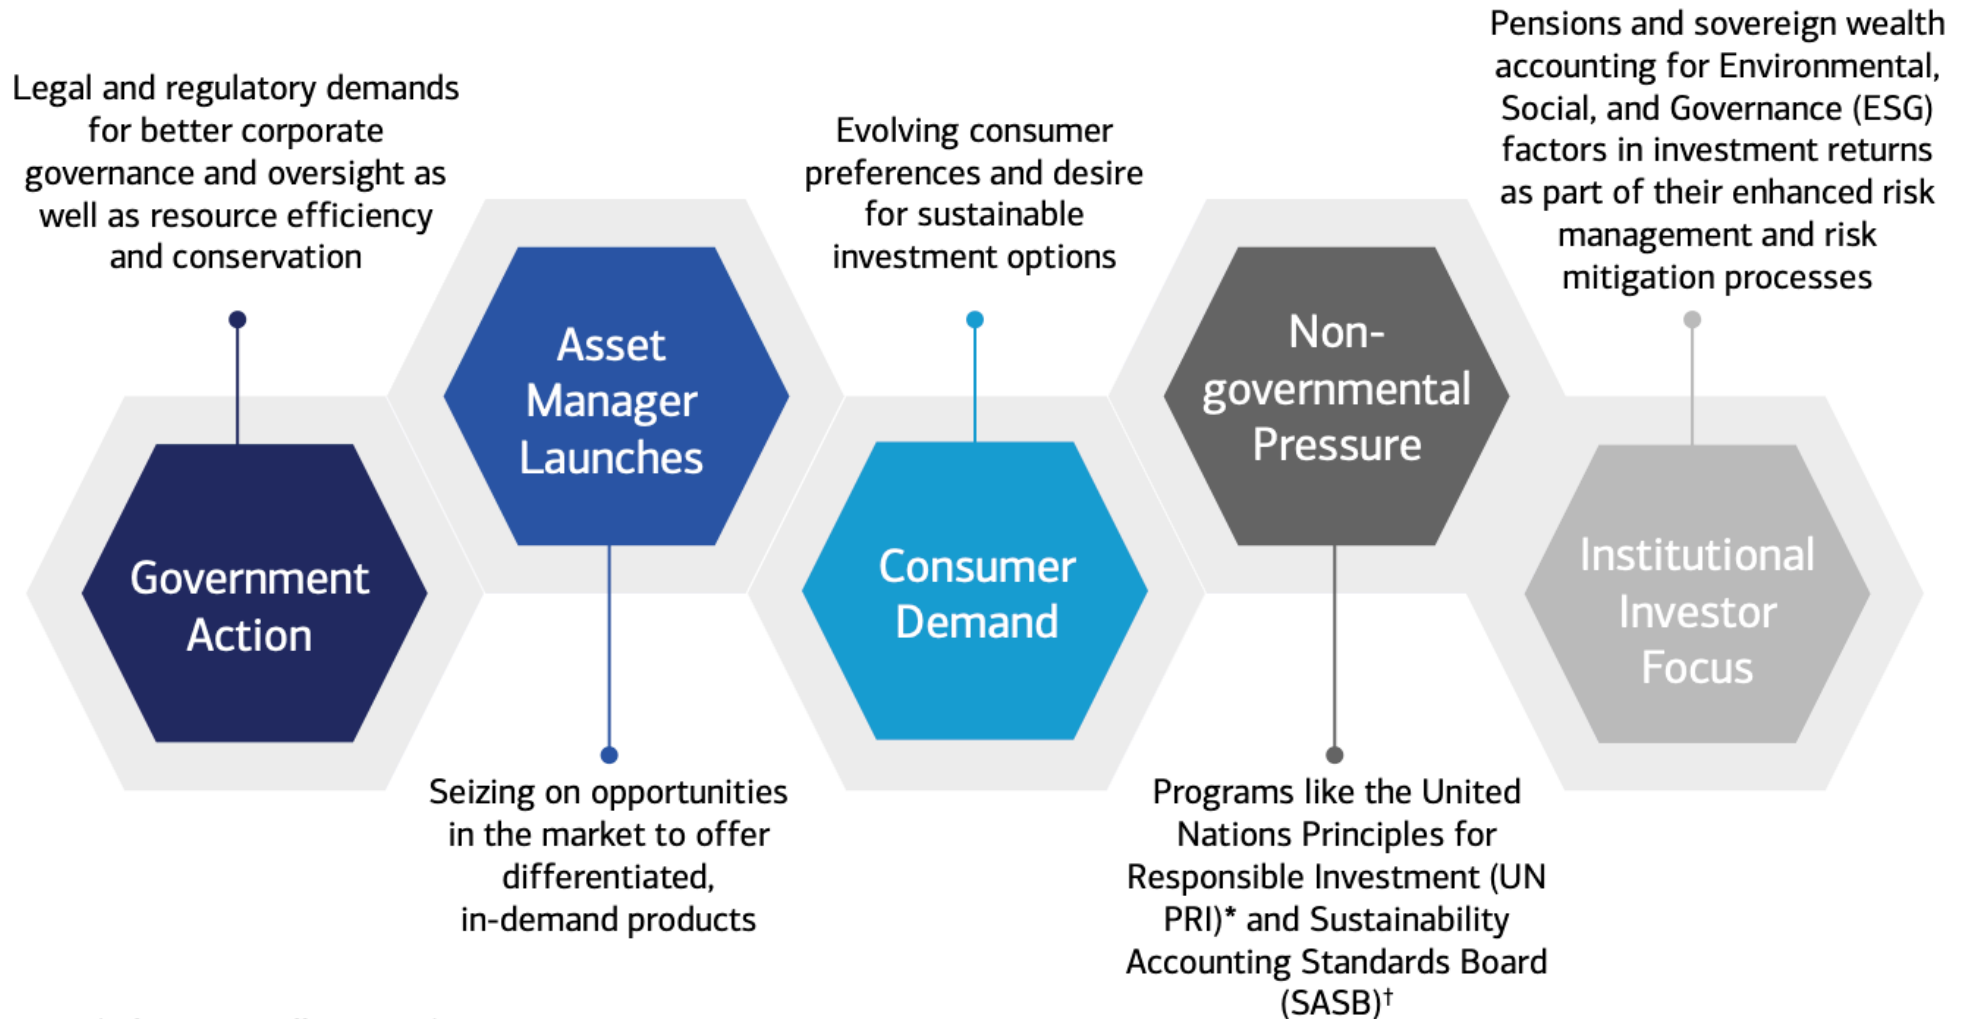 Legal and regulatory demands
for better corporate
governance and oversight as
well as resource efficiency
and conservation
Government
Action
Asset
Manager
Launches
Seizing on opportunities
in the market to offer
differentiated,
in-demand products
Evolving consumer
preferences and desire
for sustainable
investment options
Consumer
Demand
Non-
governmental
Pressure
Programs like the United
Nations Principles for
Responsible Investment (UN
PRI)* and Sustainability
Accounting Standards Board
(SASB)†
Pensions and sovereign wealth
accounting for Environmental,
Social, and Governance (ESG)
factors in investment returns
as part of their enhanced risk
management and risk
mitigation processes
Institutional
Investor
Focus